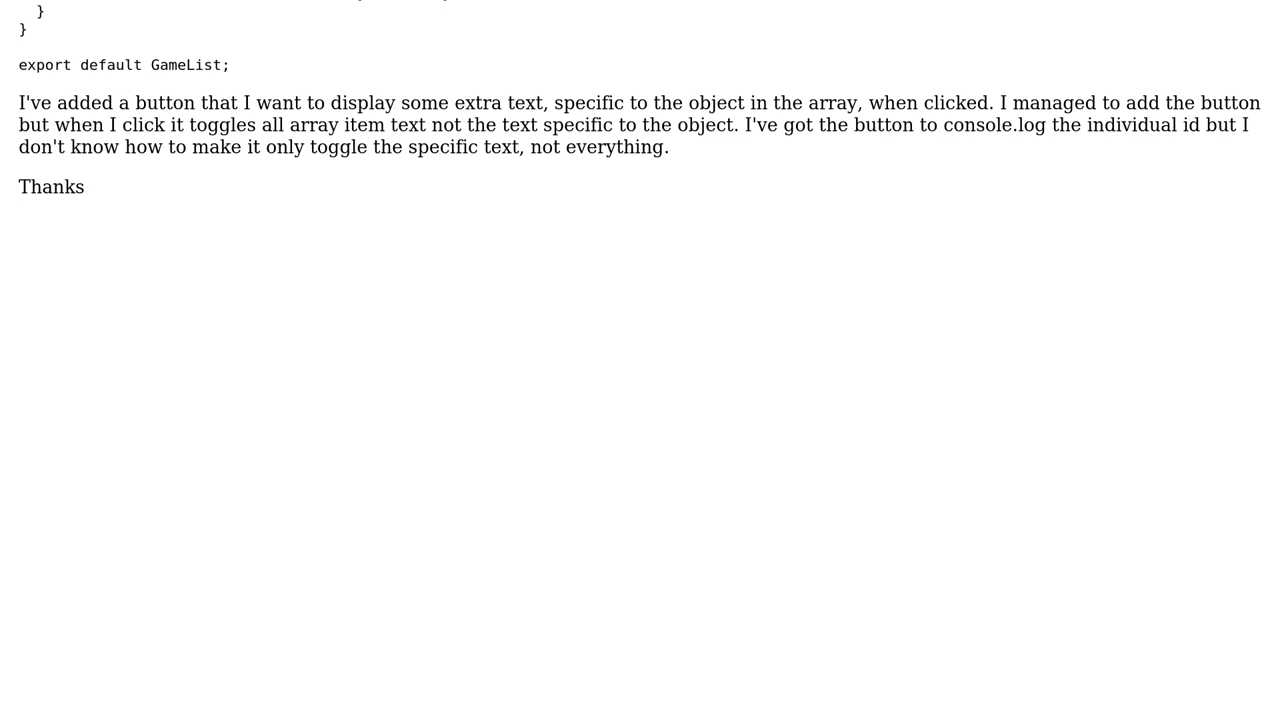 }
}
export default GameList;
I've added a button that I want to display some extra text, specific to the object in the array, when clicked. I managed to add the button
but when I click it toggles all array item text not the text specific to the object. I've got the button to console.log the individual id but I
don't know how to make it only toggle the specific text, not everything.
Thanks